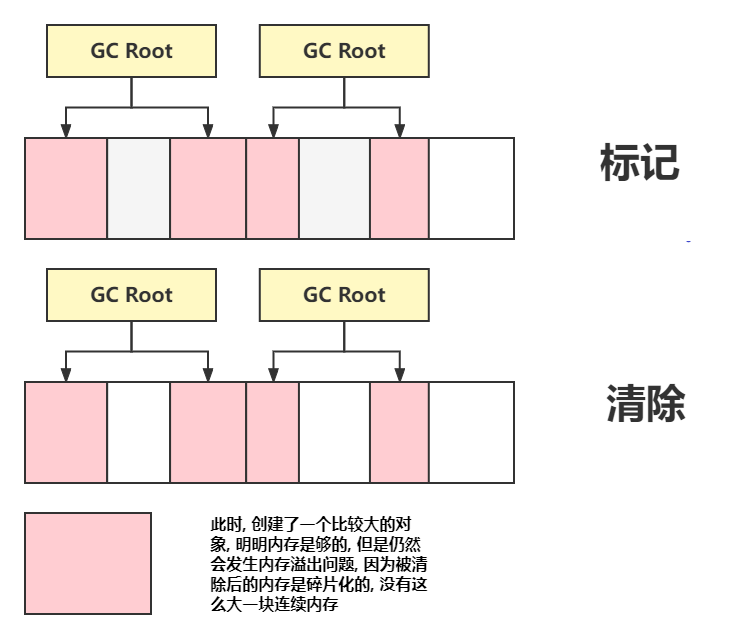 GC Root
GC Root
标记
GC Root
GC Root
清除
此时, 创建了一个比较大的对
象, 明明内存是够的, 但是仍然
会发生内存溢出问题, 因为被清
除后的内存是碎片化的, 没有这
么大一块连续内存